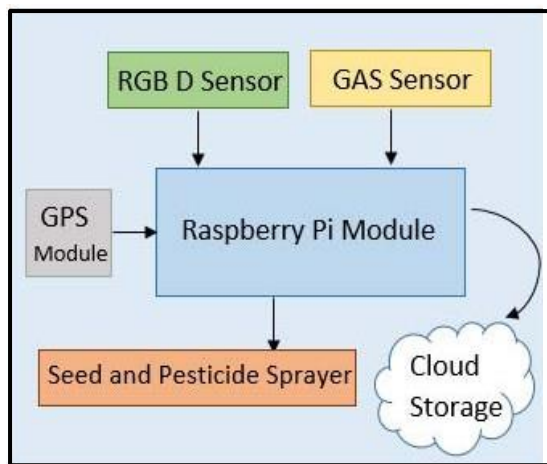 RGB D Sensor
GAS Sensor
GPS
Module
Raspberry Pi Module
Seed and Pesticide Sprayer
Cloud
Storage